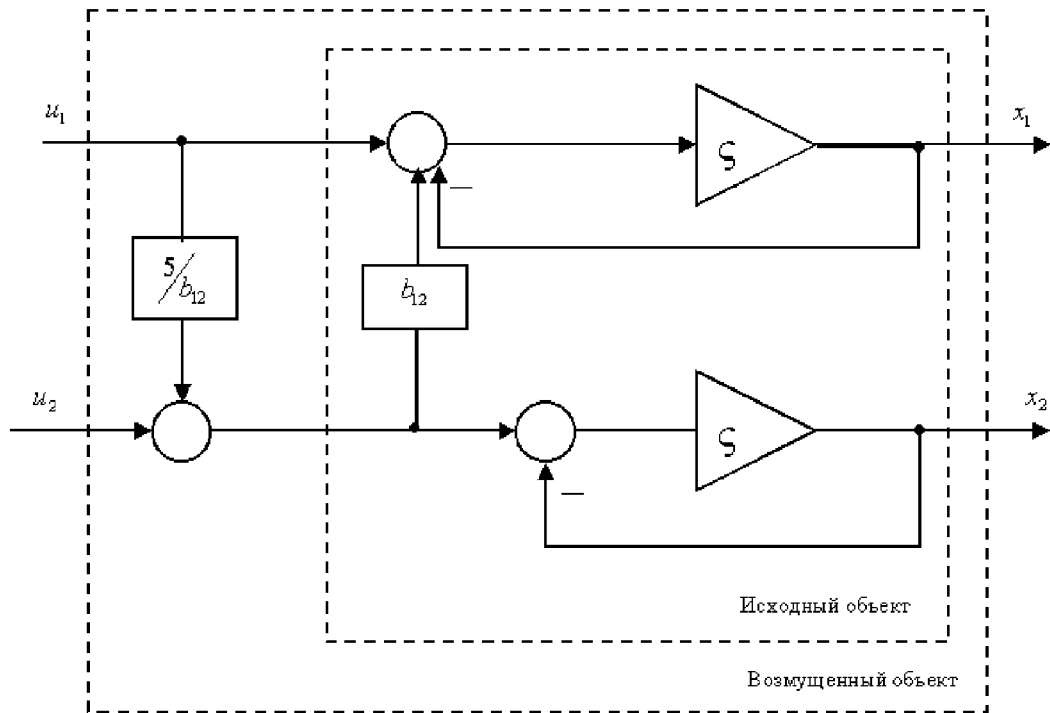 u₁
x₁
—
ς
5/b₁₂
b₁₂
u₂
x₂
—
ς
Исходный объект
Возмущенный объект